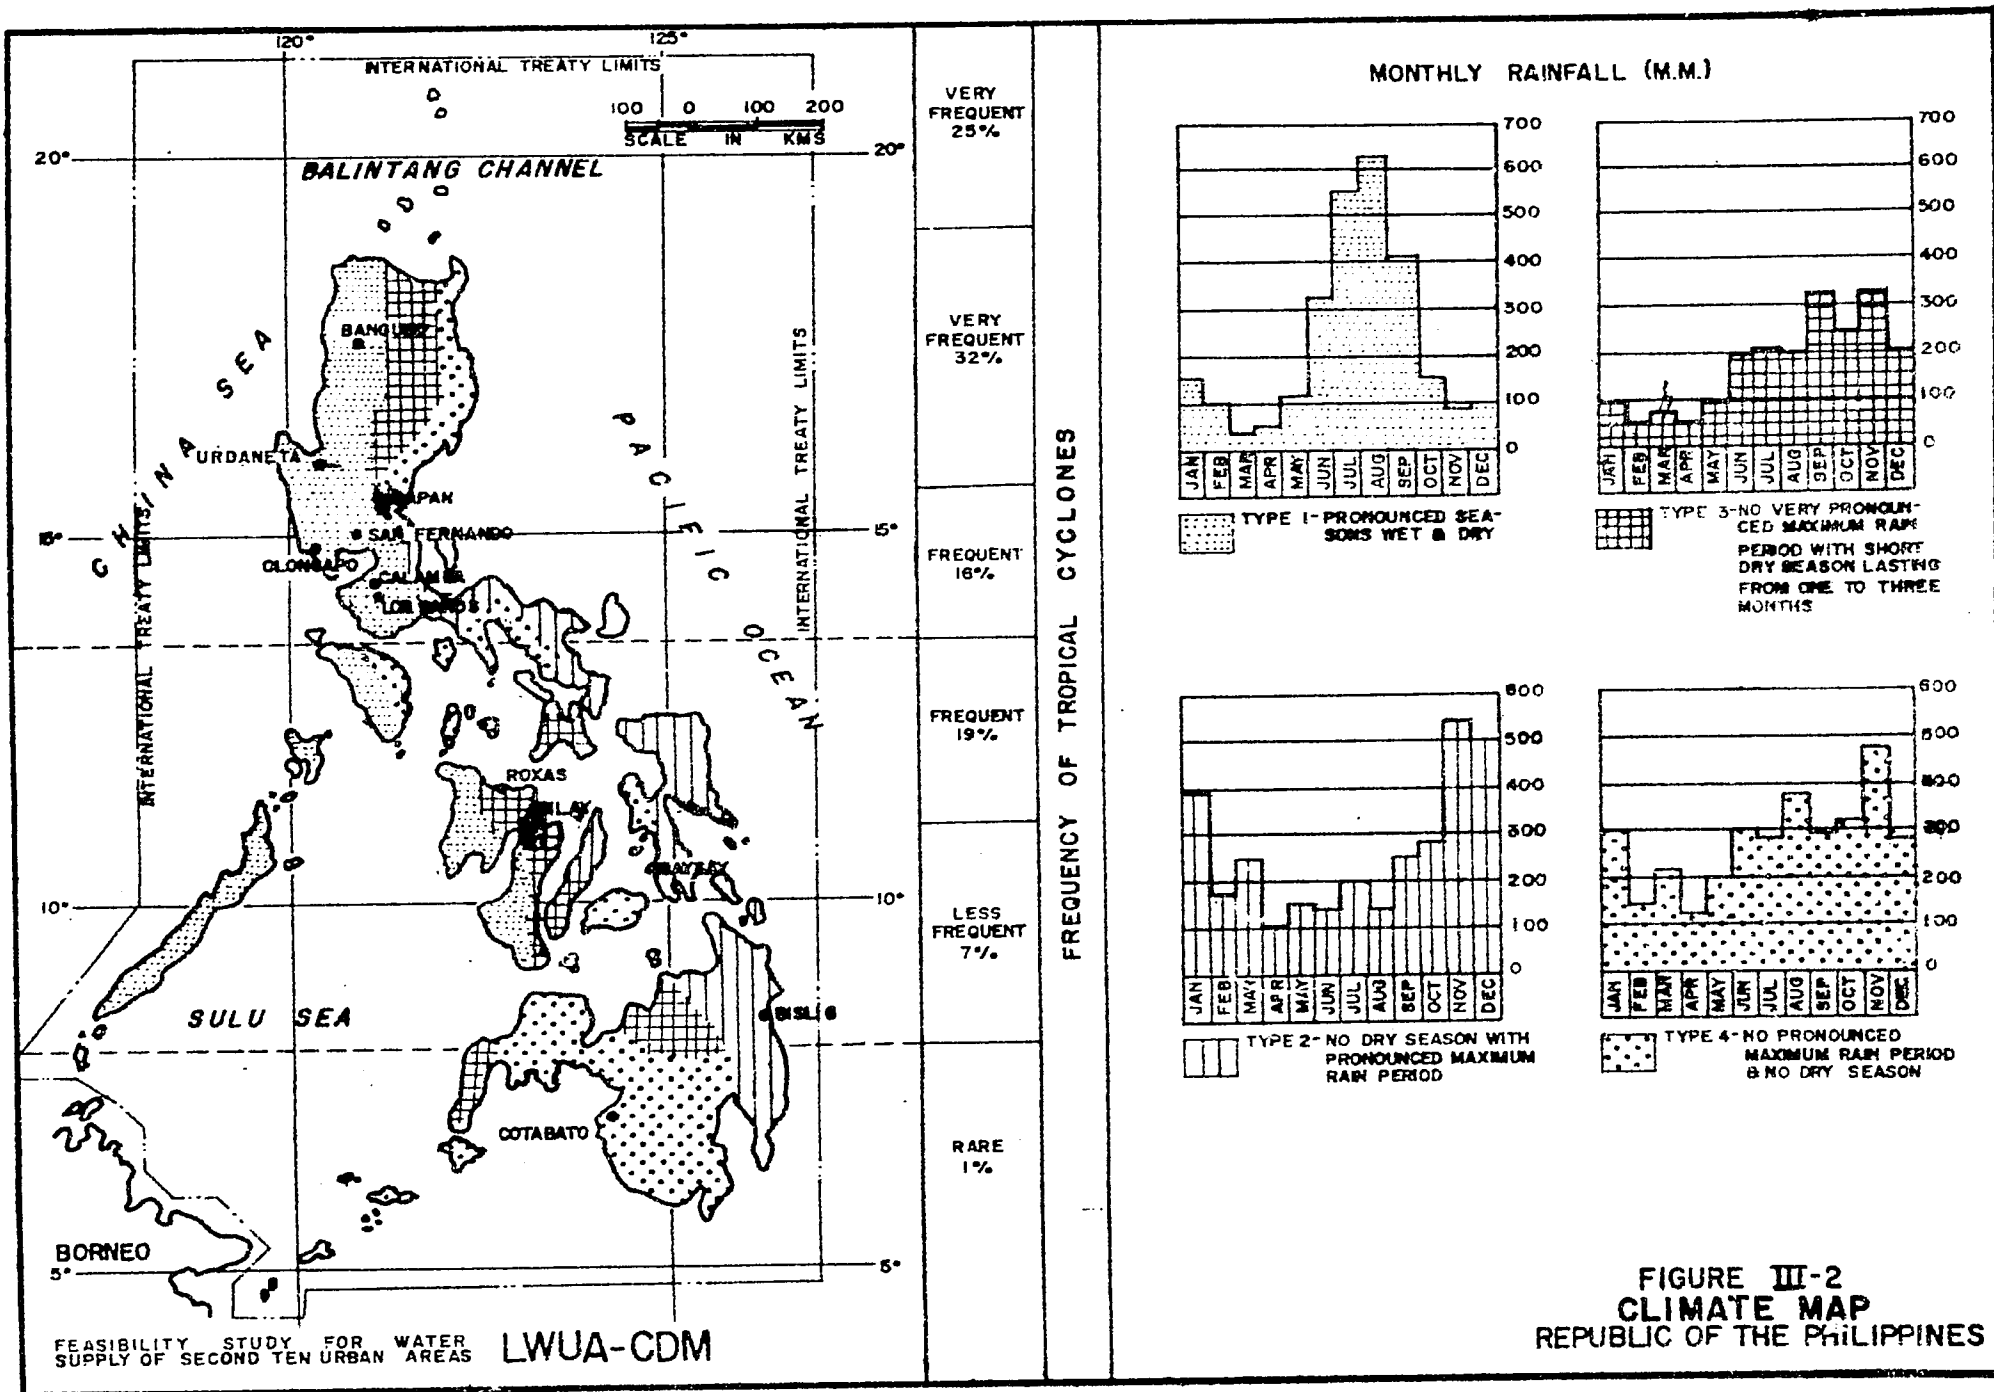 120°
125°
INTERNATIONAL TREATY LIMITS
100 0 100 200
SCALE IN KMS
20°
20°
BALINTANG CHANNEL
CHINA SEA
PACIFIC OCEAN
INTERNATIONAL TREATY LIMITS
INTERNATIONAL TREATY LIMITS
URDANETA
SAN FERNANDO
15°
15°
OLONGAPO
CALAMBA
LOS BANOS
ROXAS
10°
10°
BISLIG
SULU SEA
COTABATO
BORNEO
5°
5°
FEASIBILITY STUDY FOR WATER
SUPPLY OF SECOND TEN URBAN AREAS
LWUA-CDM
VERY
FREQUENT
25%
VERY
FREQUENT
32%
FREQUENT
16%
FREQUENT
19%
LESS
FREQUENT
7%
RARE
1%
FREQUENCY OF TROPICAL CYCLONES
MONTHLY RAINFALL (M.M.)
700
600
500
400
300
200
100
0
JAN FEB MAR APR MAY JUN JUL AUG SEP OCT NOV DEC
TYPE 1-PRONOUNCED SEA-
SONS WET & DRY
700
600
500
400
300
200
100
0
JAN FEB MAR APR MAY JUN JUL AUG SEP OCT NOV DEC
TYPE 3-NO VERY PRONOUN-
CED MAXIMUM RAIN
PERIOD WITH SHORT
DRY SEASON LASTING
FROM ONE TO THREE
MONTHS
600
500
400
300
200
100
0
JAN FEB MAY APR MAY JUN JUL AUG SEP OCT NOV DEC
TYPE 2-NO DRY SEASON WITH
PRONOUNCED MAXIMUM
RAIN PERIOD
600
500
400
200
100
0
JAN FEB MAR APR MAY JUN JUL AUG SEP OCT NOV DEC
TYPE 4-NO PRONOUNCED
MAXIMUM RAIN PERIOD
& NO DRY SEASON
FIGURE III-2
CLIMATE MAP
REPUBLIC OF THE PHILIPPINES